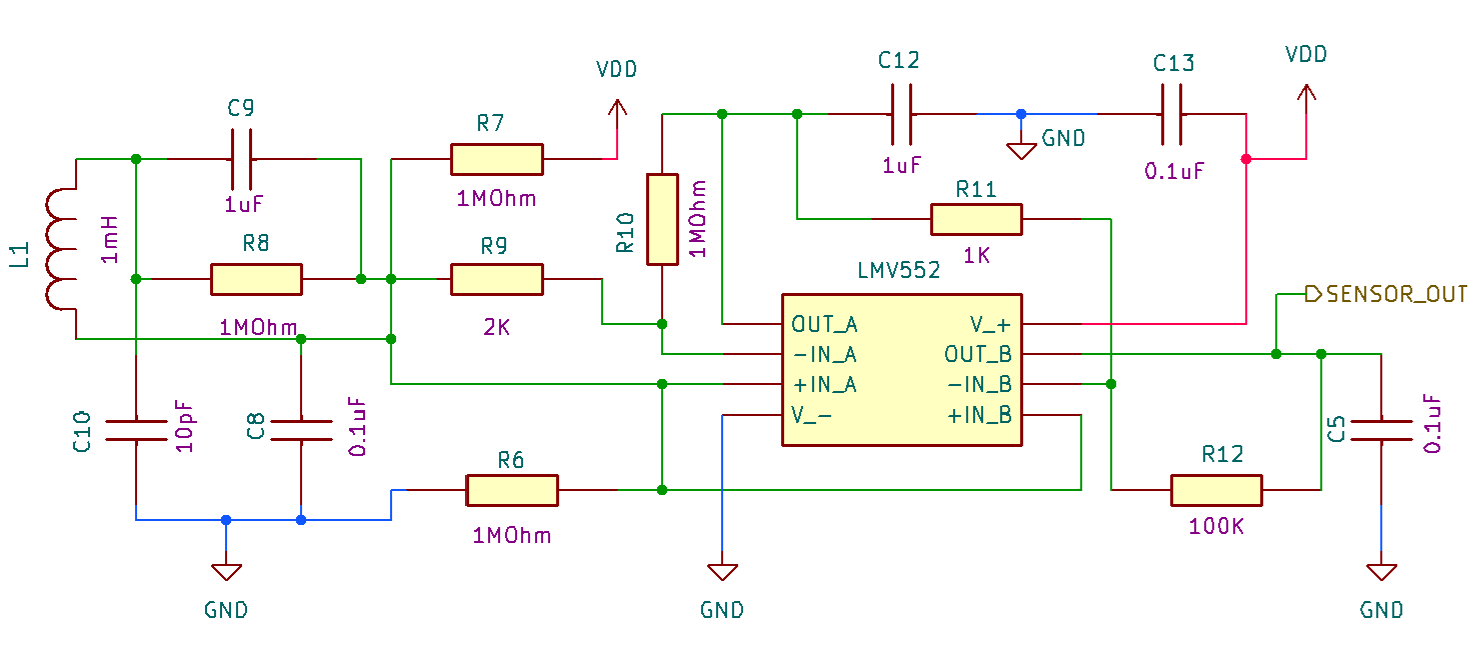 VDD
C12
C13
VDD
C9
R7
GND
1uF
0.1uF
1uF
1MOhm
R10
1MOhm
R11
1K
L1
1mH
R8
R9
LMV552
1MOhm
2K
OUT_A
-IN_A
+IN_A
V_-
V_+
OUT_B
-IN_B
+IN_B
SENSOR_OUT
C10
10pF
C8
0.1uF
C5
0.1uF
R6
1MOhm
R12
100K
GND
GND
GND